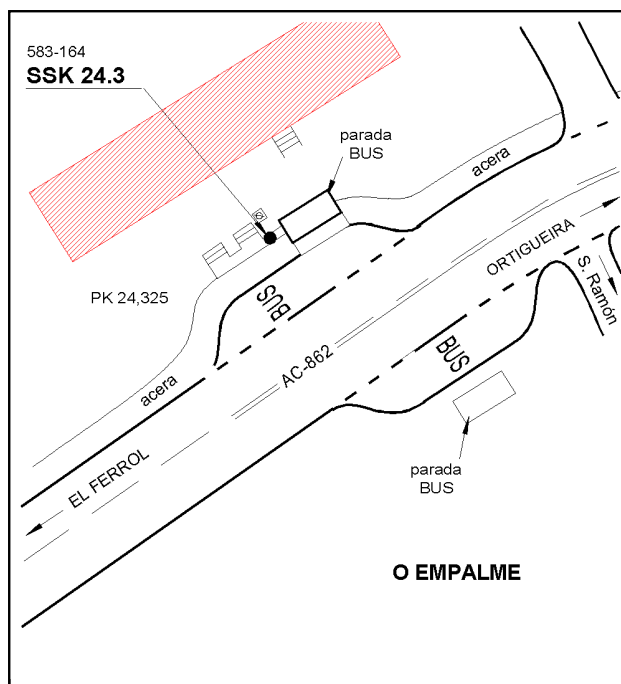 583-164
SSK 24.3
parada
BUS
acera
ORTIGUEIRA
S. Ramón
PK 24,325
BUS
BUS
AC-862
acera
EL FERROL
parada
BUS
O EMPALME